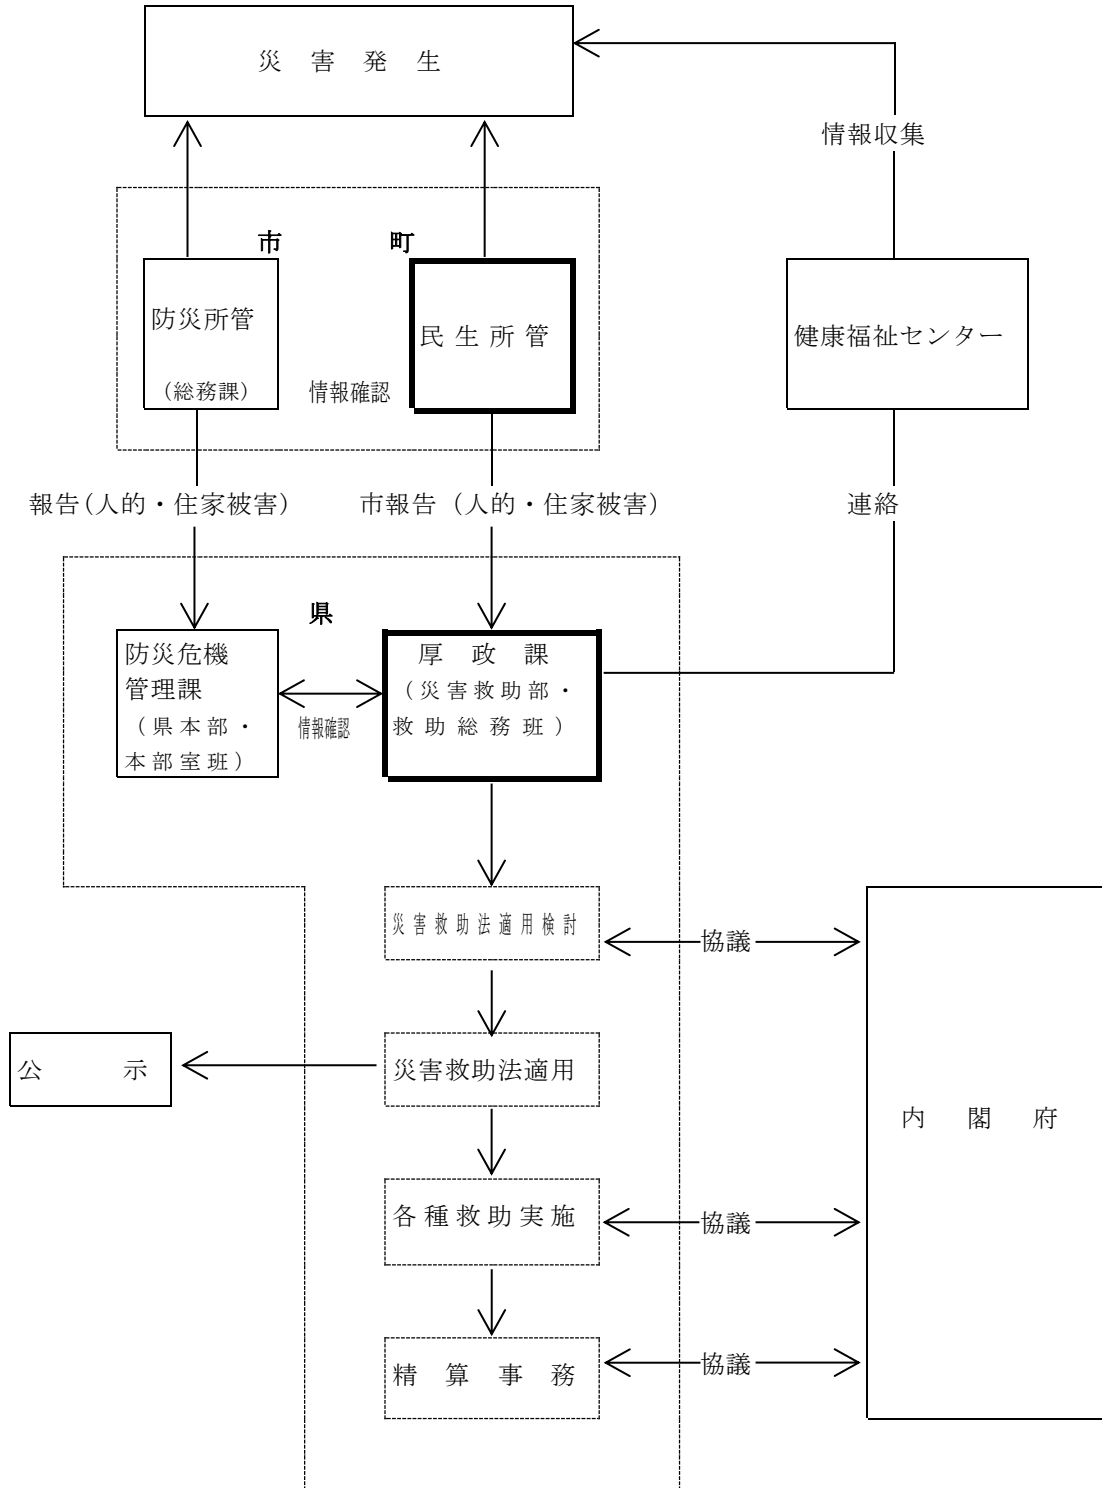 災　害　発　生
情報収集
市　　　　町
防災所管
（総務課）
情報確認
民 生 所 管
健康福祉センター
報告(人的・住家被害）
市報告（人的・住家被害）
連絡
県
防災危機
管理課
（県本部・
本部室班）
情報確認
厚　政　課
（災害救助部・
救助総務班）
災害救助法適用検討
協議
公　　　示
災害救助法適用
内　閣　府
各種救助実施
協議
精　算　事　務
協議